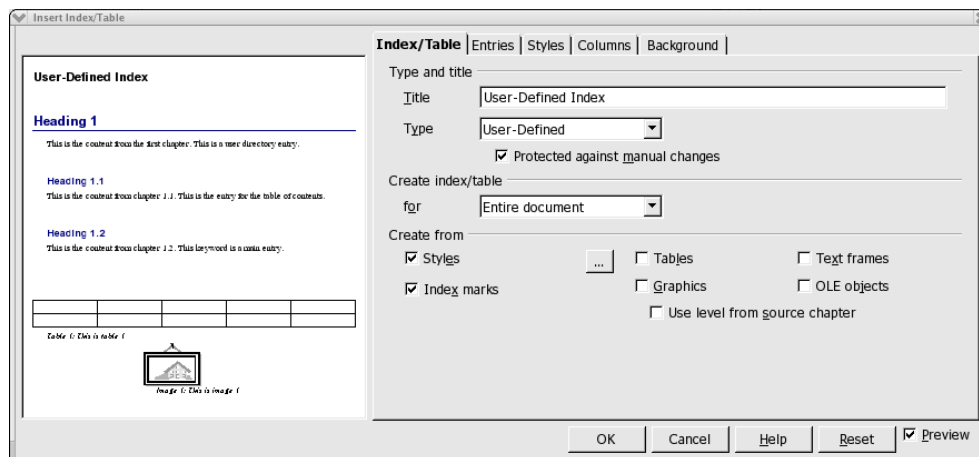 Insert Index/Table
User-Defined Index
Heading 1
This is the content from the first chapter. This is a user directory entry.
Heading 1.1
This is the content from chapter 1.1. This is the entry for the table of contents.
Heading 1.2
This is the content from chapter 1.2. This keyword is a main entry.
Table 1: This is table 1
Image 1: This is image 1
Index/Table Entries Styles Columns Background
Type and title
Title User-Defined Index
Type User-Defined
Protected against manual changes
Create index/table
for Entire document
Create from
Styles ... Tables Text frames
Index marks Graphics OLE objects
Use level from source chapter
OK Cancel Help Reset Preview